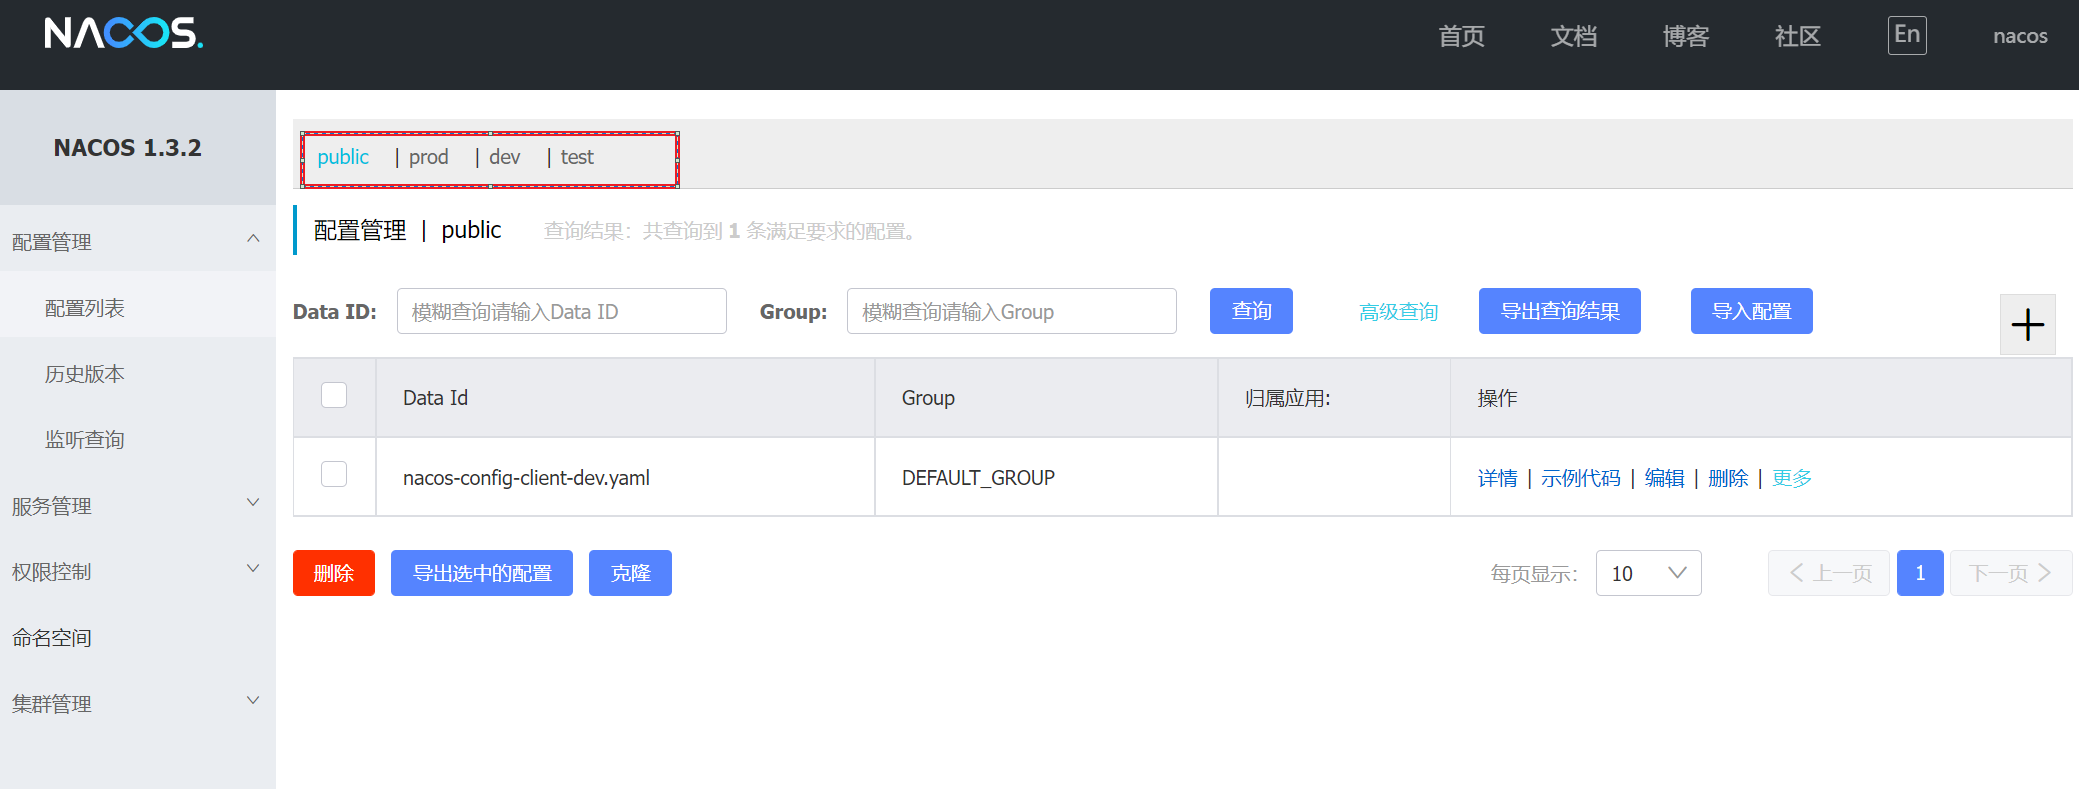 NACOS. 首页 文档 博客 社区 En nacos
NACOS 1.3.2
配置管理
配置列表
历史版本
监听查询
服务管理
权限控制
命名空间
集群管理
public | prod | dev | test
配置管理 | public 查询结果：共查询到 1 条满足要求的配置。
Data ID: 模糊查询请输入Data ID Group: 模糊查询请输入Group 查询 高级查询 导出查询结果 导入配置 +
Data Id Group 归属应用: 操作
nacos-config-client-dev.yaml DEFAULT_GROUP 详情 | 示例代码 | 编辑 | 删除 | 更多
删除 导出选中的配置 克隆 每页显示: 10 上一页 1 下一页